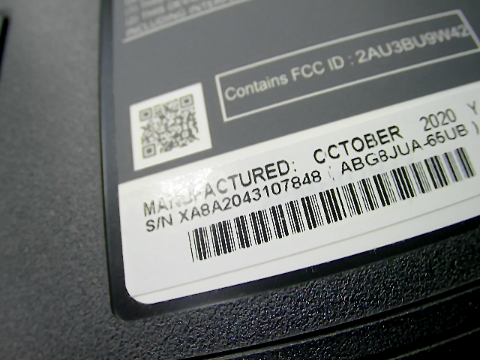 Contains FCC ID : 2AU3BU9W42
MANUFACTURED: OCTOBER 2020 Y
S/N XA8A2043107848 ( ABG8JUA-65UB )